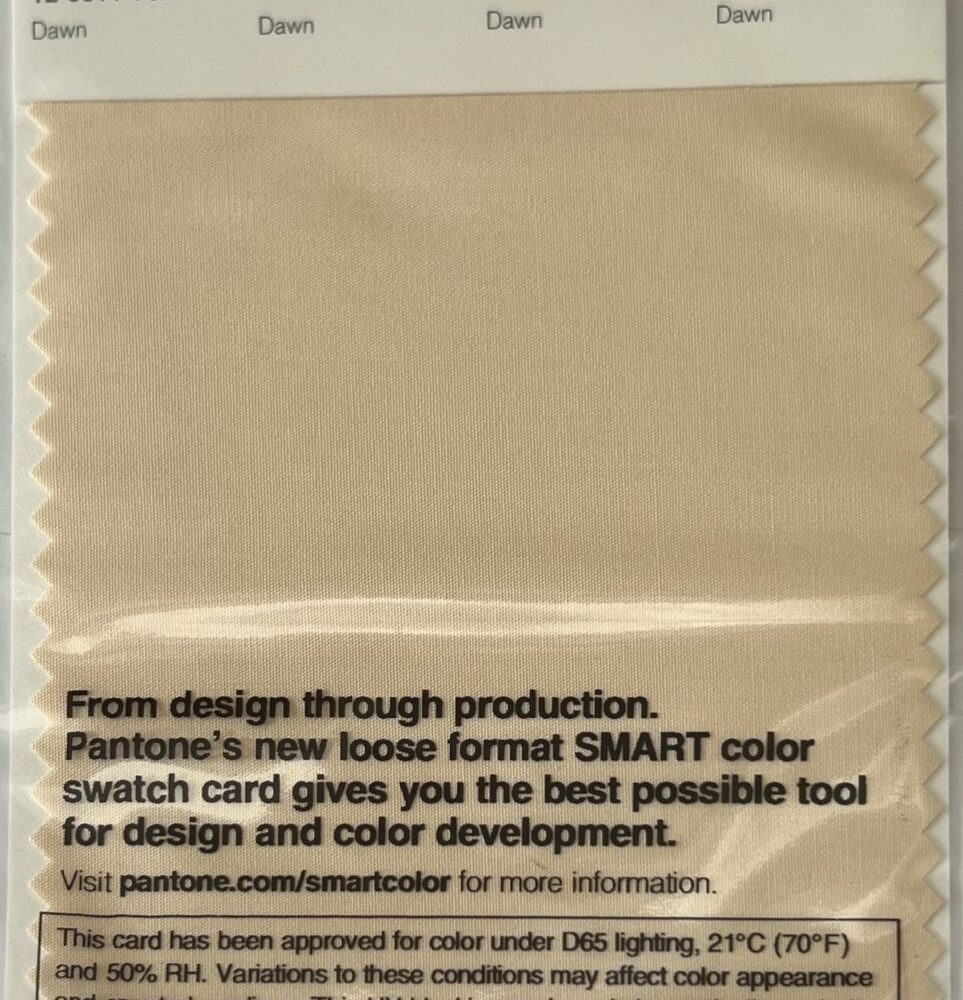 Dawn Dawn Dawn Dawn
From design through production.
Pantone's new loose format SMART color
swatch card gives you the best possible tool
for design and color development.
Visit pantone.com/smartcolor for more information.
This card has been approved for color under D65 lighting, 21°C (70°F)
and 50% RH. Variations to these conditions may affect color appearance